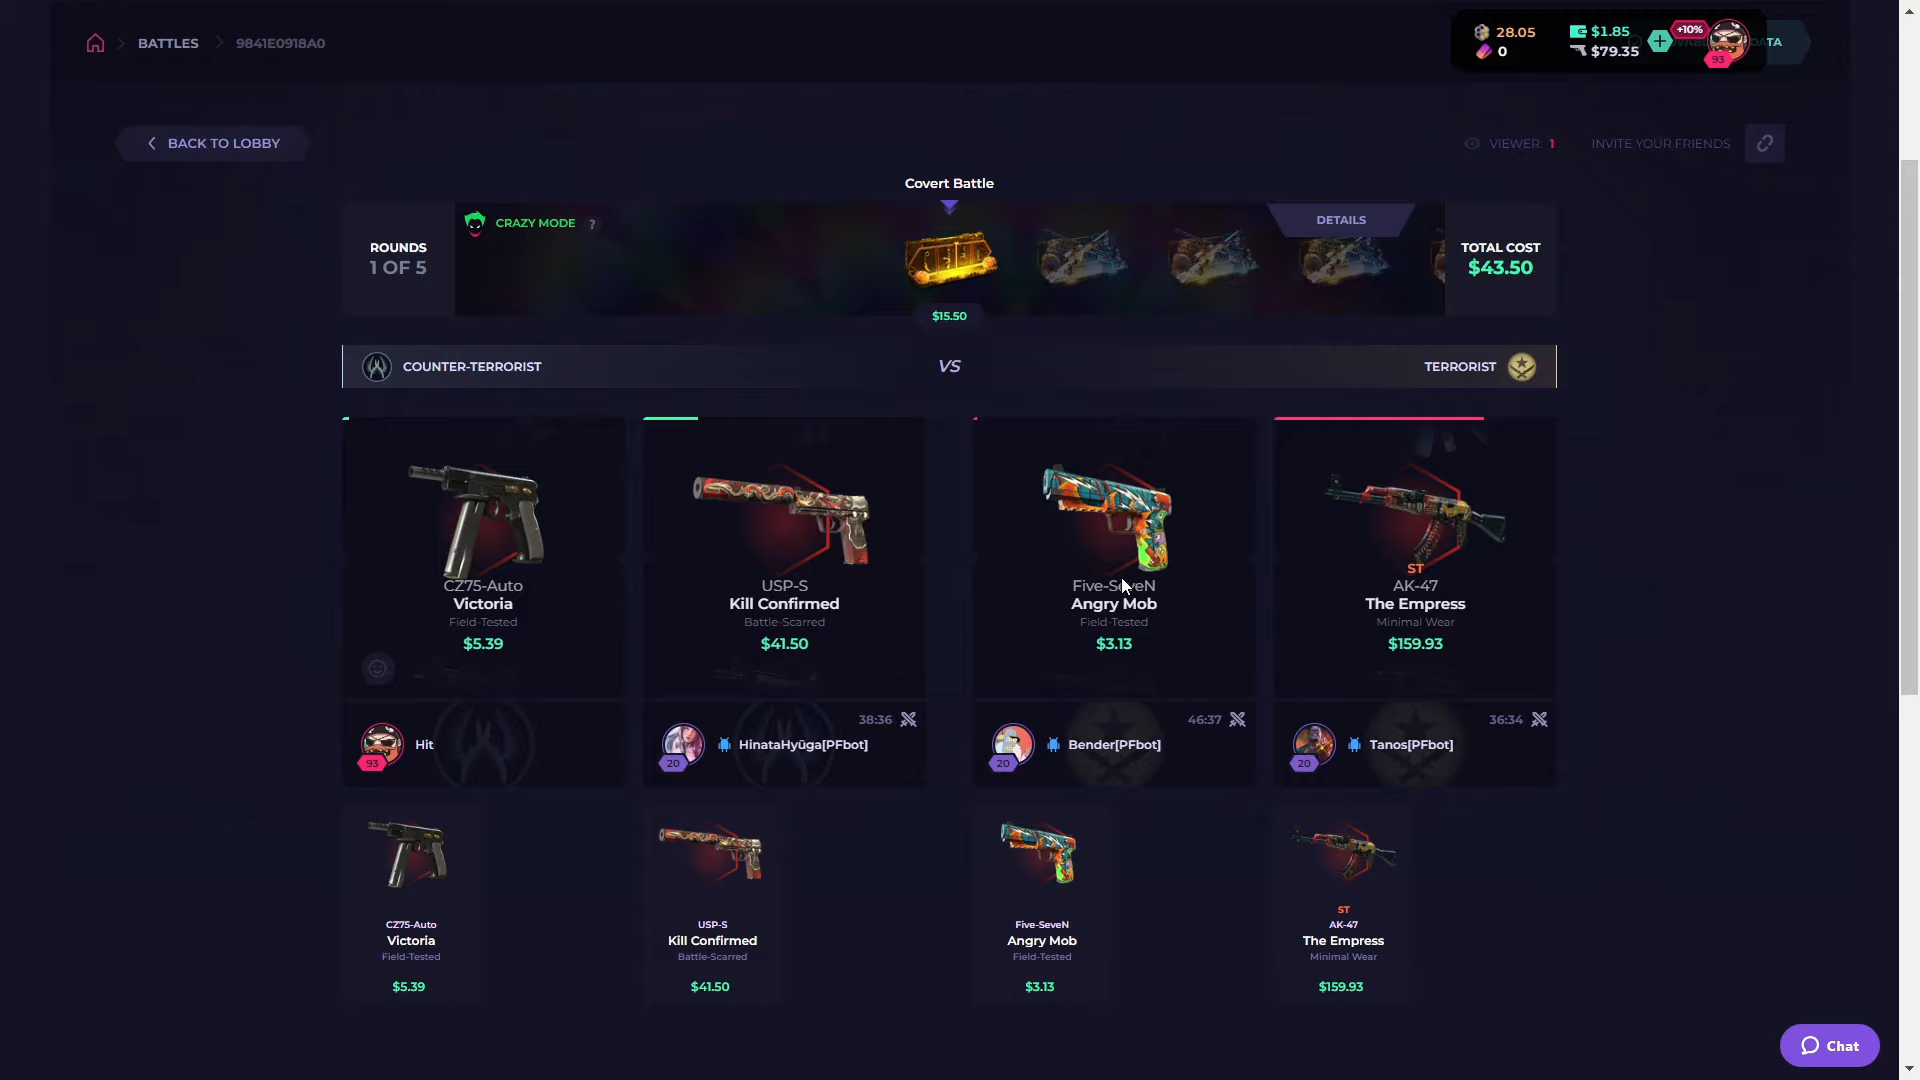 BATTLES
9841E0918A0
28.05
0
$1.85
$79.35
+10%
93
DATA
BACK TO LOBBY
VIEWER: 1
INVITE YOUR FRIENDS
Covert Battle
ROUNDS
1 OF 5
CRAZY MODE ?
DETAILS
TOTAL COST
$43.50
$15.50
COUNTER-TERRORIST
VS
TERRORIST
CZ75-Auto
Victoria
Field-Tested
$5.39
USP-S
Kill Confirmed
Battle-Scarred
$41.50
Five-SeveN
Angry Mob
Field-Tested
$3.13
ST
AK-47
The Empress
Minimal Wear
$159.93
93
Hit
38:36
20
HinataHyūga[PFbot]
46:37
20
Bender[PFbot]
36:34
20
Tanos[PFbot]
CZ75-Auto
Victoria
Field-Tested
$5.39
USP-S
Kill Confirmed
Battle-Scarred
$41.50
Five-SeveN
Angry Mob
Field-Tested
$3.13
ST
AK-47
The Empress
Minimal Wear
$159.93
Chat